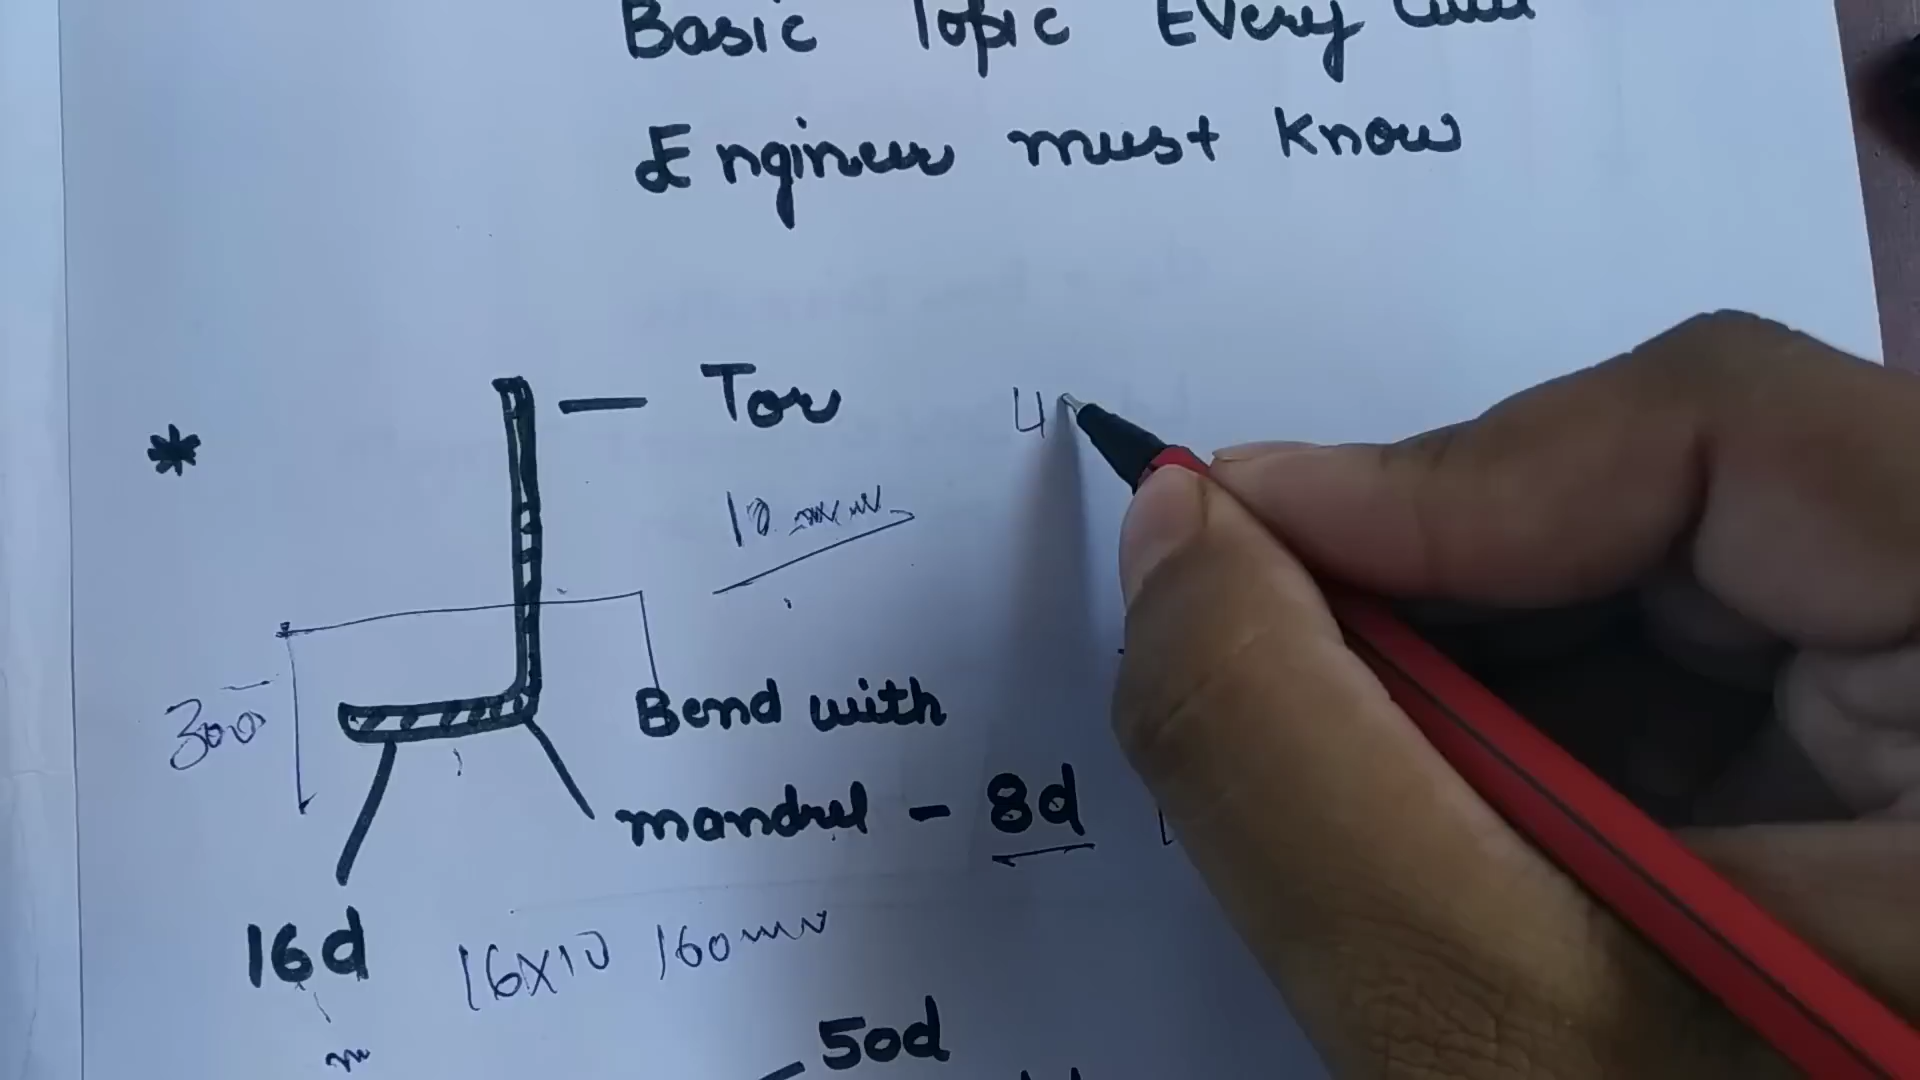 Basic Topic Every Civil
Engineer must know
* — Tor
4
10 mm
300
Bend with
mandrel - 8d
16d
16x10 160mm
50d